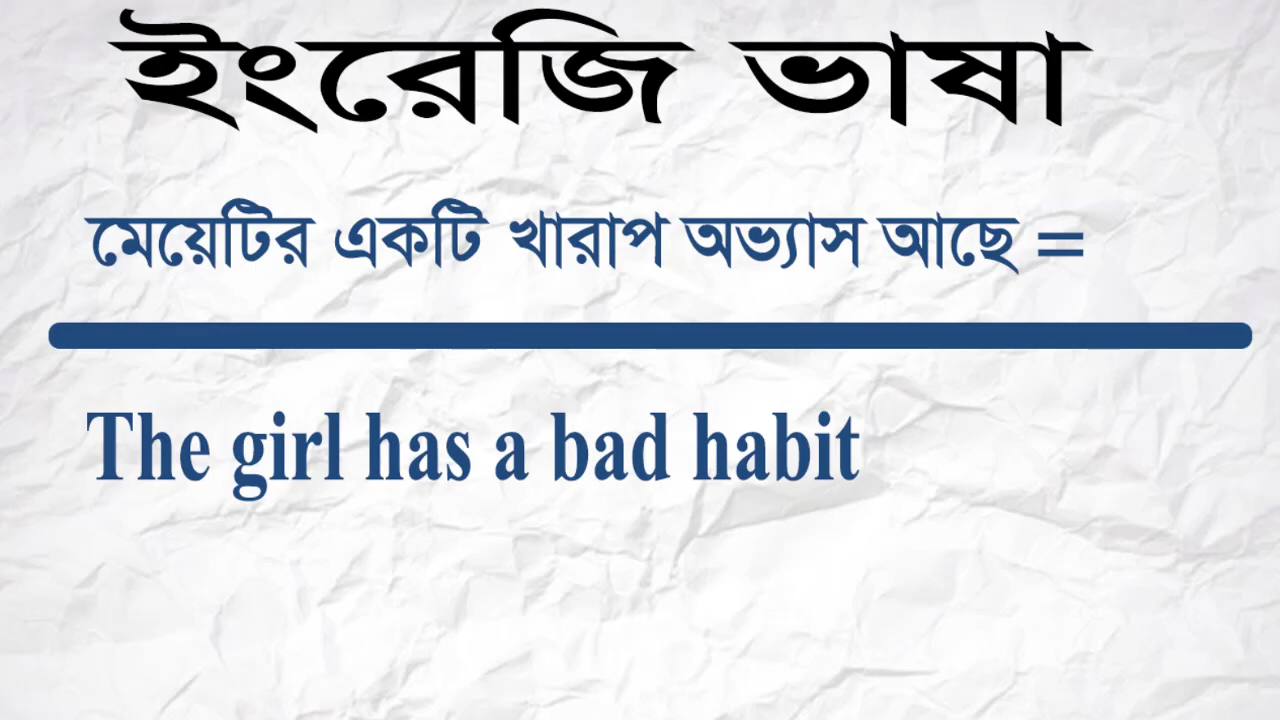 ইংরেজি ভাষা
মেয়েটির একটি খারাপ অভ্যাস আছে =
The girl has a bad habit